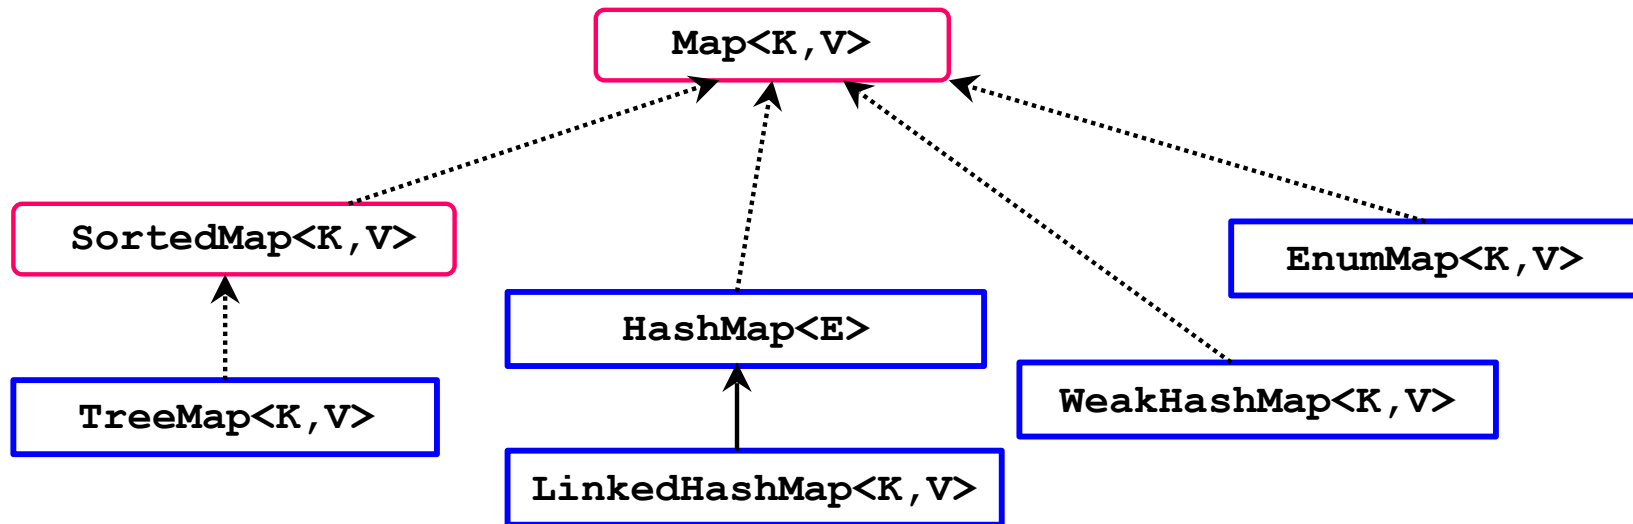 Map<K,V>
SortedMap<K,V>
EnumMap<K,V>
HashMap<E>
WeakHashMap<K,V>
TreeMap<K,V>
LinkedHashMap<K,V>